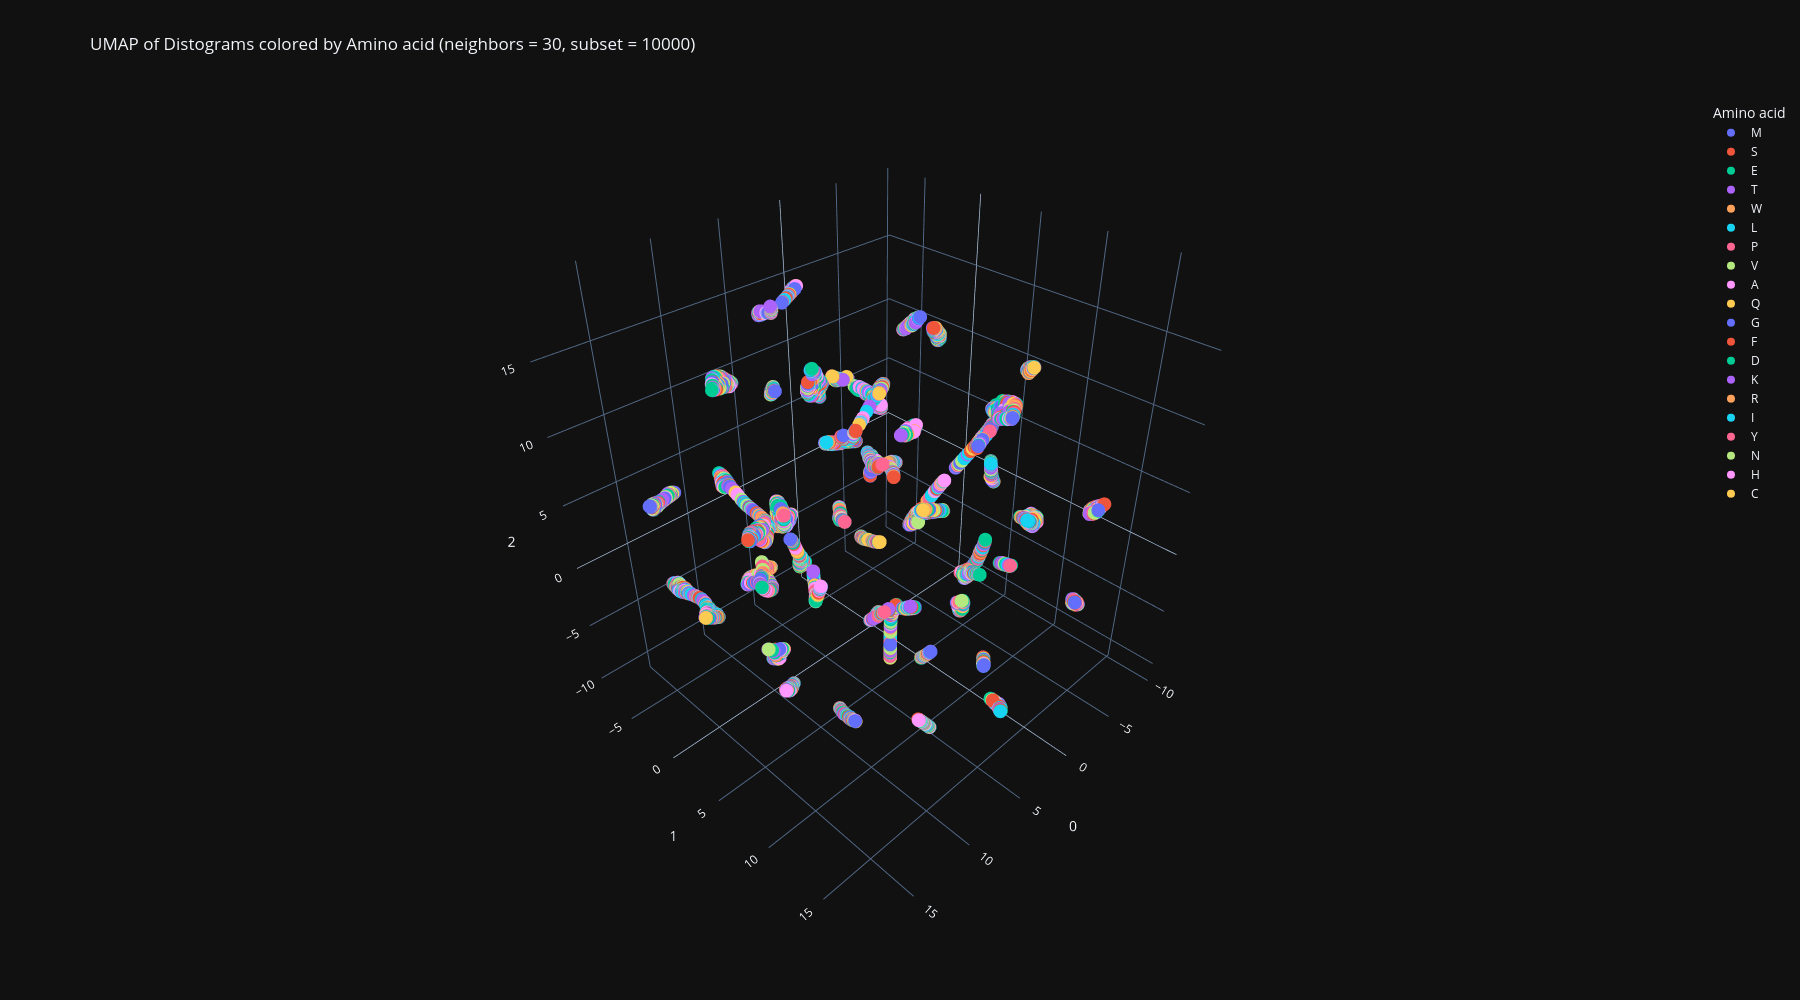 UMAP of Distograms colored by Amino acid (neighbors = 30, subset = 10000)
Amino acid
M
S
E
T
W
L
P
V
A
Q
G
F
D
K
R
I
Y
N
H
C
15
10
5
2
0
−5
−10
−5
0
5
1
10
15
−10
−5
0
5
0
10
15